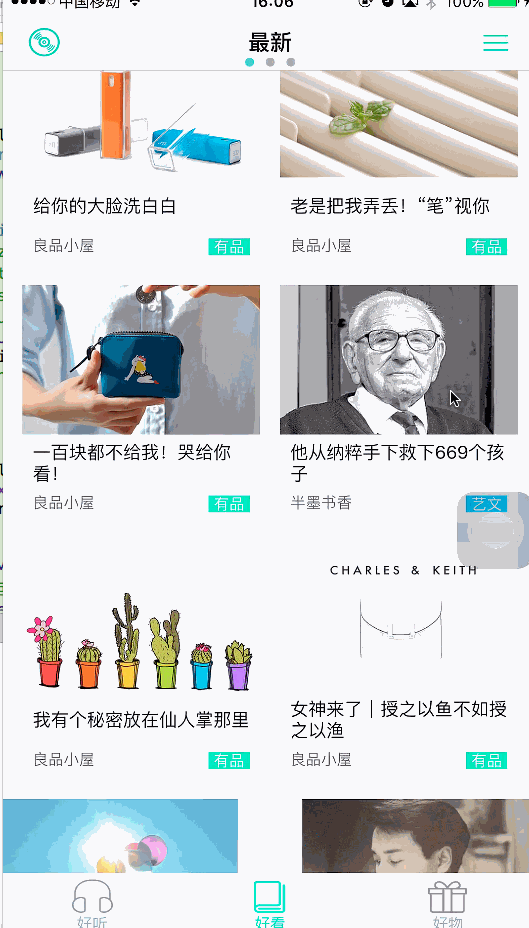 中国移动
16:06
100%
最新
给你的大脸洗白白
良品小屋
有品
老是把我弄丢！“笔”视你
良品小屋
有品
一百块都不给我！哭给你
看！
良品小屋
有品
他从纳粹手下救下669个孩
子
半墨书香
艺文
我有个秘密放在仙人掌那里
良品小屋
有品
CHARLES & KEITH
女神来了｜授之以鱼不如授
之以渔
良品小屋
有品
好听
好看
好物